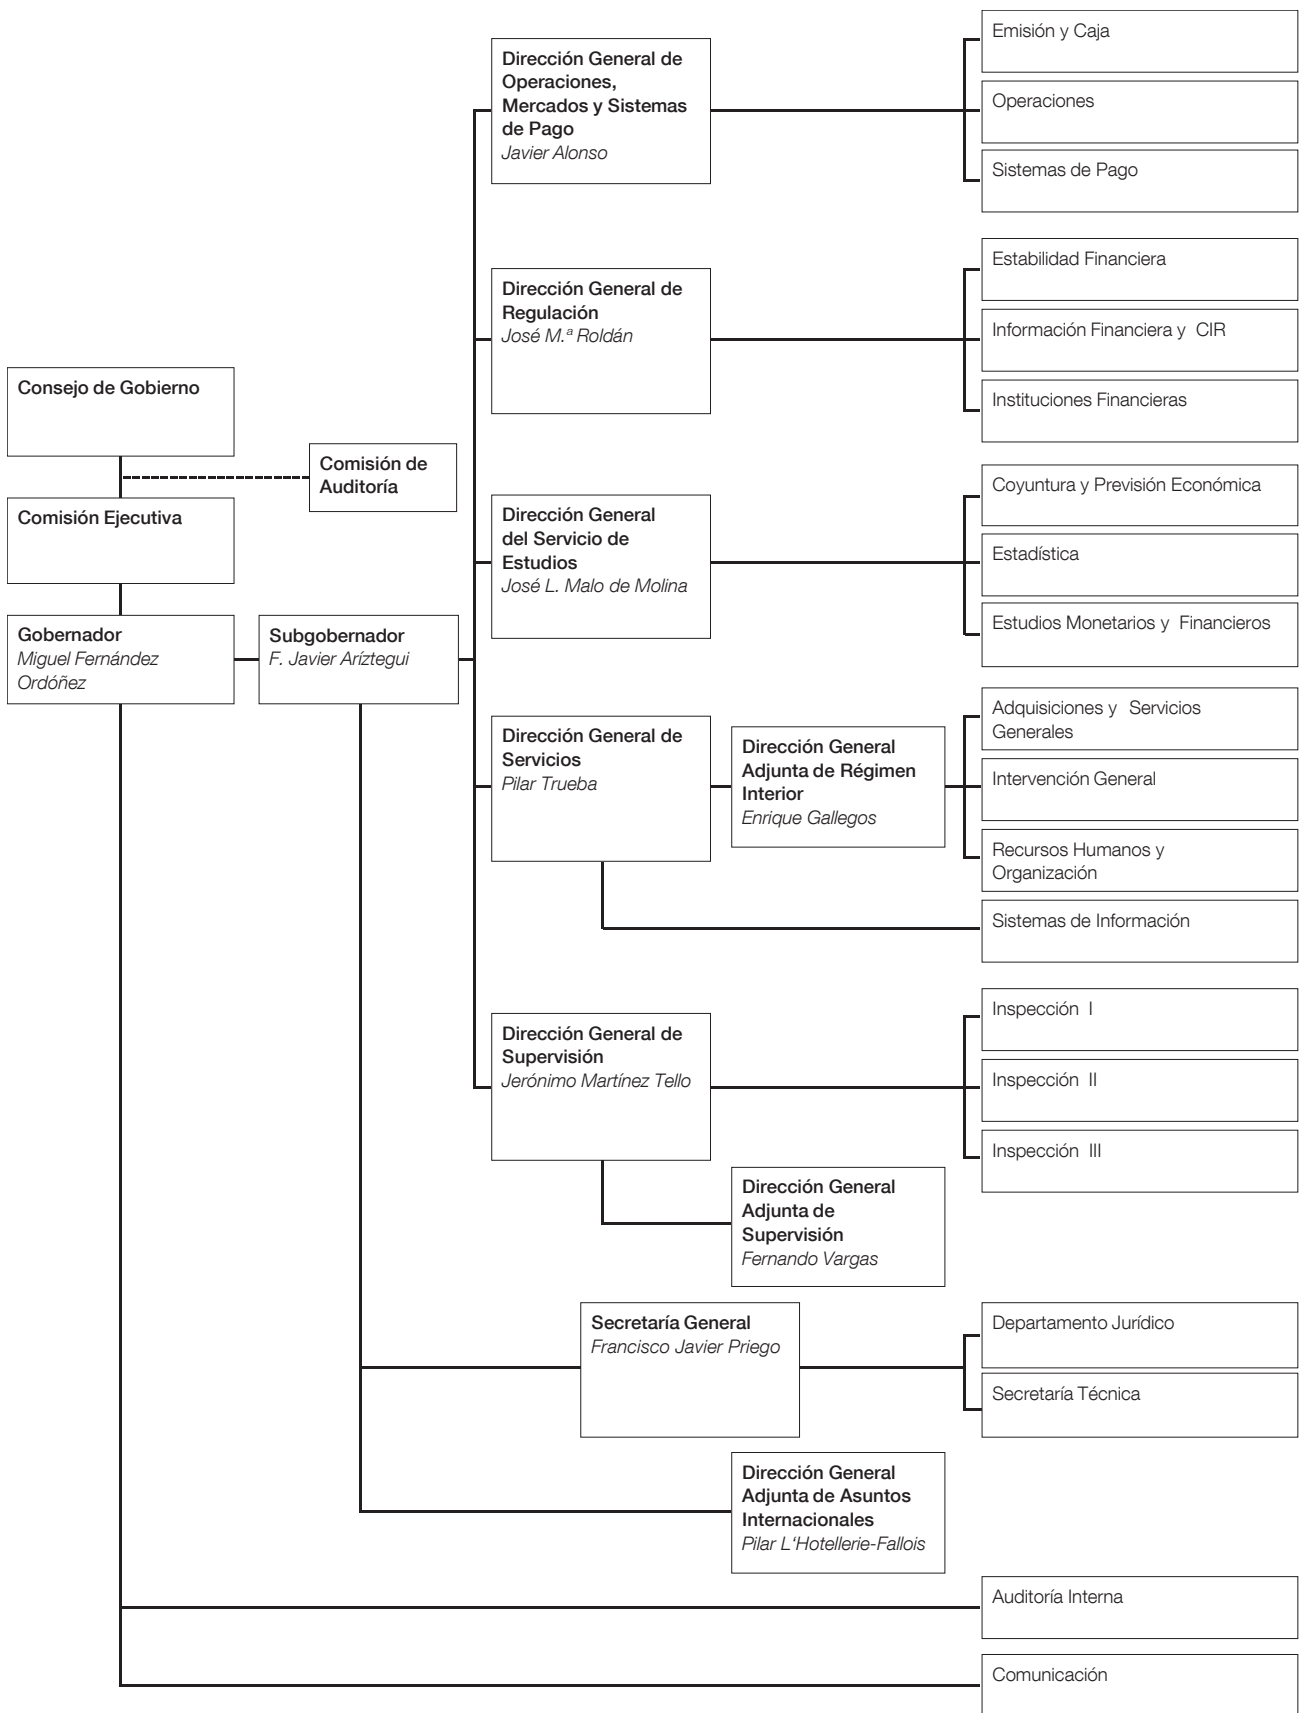 Consejo de Gobierno
Comisión de
Auditoría
Comisión Ejecutiva
Gobernador
Miguel Fernández
Ordóñez
Subgobernador
F. Javier Aríztegui
Dirección General de
Operaciones,
Mercados y Sistemas
de Pago
Javier Alonso
Emisión y Caja
Operaciones
Sistemas de Pago
Dirección General de
Regulación
José M.ª Roldán
Estabilidad Financiera
Información Financiera y CIR
Instituciones Financieras
Dirección General
del Servicio de
Estudios
José L. Malo de Molina
Coyuntura y Previsión Económica
Estadística
Estudios Monetarios y Financieros
Dirección General de
Servicios
Pilar Trueba
Dirección General
Adjunta de Régimen
Interior
Enrique Gallegos
Adquisiciones y Servicios
Generales
Intervención General
Recursos Humanos y
Organización
Sistemas de Información
Dirección General de
Supervisión
Jerónimo Martínez Tello
Inspección I
Inspección II
Inspección III
Dirección General
Adjunta de
Supervisión
Fernando Vargas
Secretaría General
Francisco Javier Priego
Departamento Jurídico
Secretaría Técnica
Dirección General
Adjunta de Asuntos
Internacionales
Pilar L‘Hotellerie-Fallois
Auditoría Interna
Comunicación